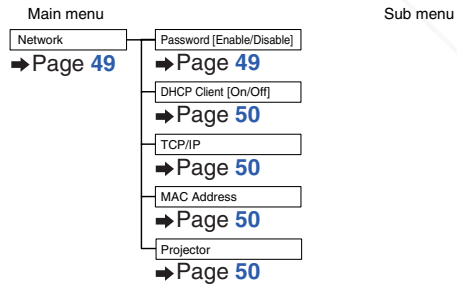 Main menu Sub menu
Network Password [Enable/Disable]
➡Page 49 ➡Page 49
DHCP Client [On/Off]
➡Page 50
TCP/IP
➡Page 50
MAC Address
➡Page 50
Projector
➡Page 50